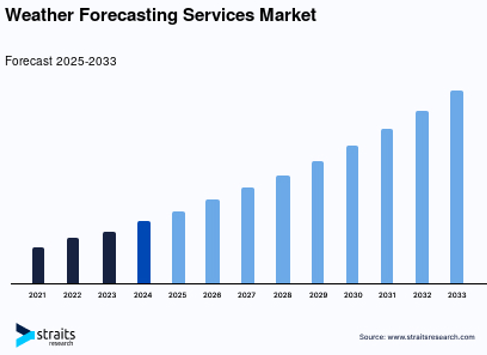 Weather Forecasting Services Market
Forecast 2025-2033
2021 2022 2023 2024 2025 2026 2027 2028 2029 2030 2031 2032 2033
straits
research
Source: www.straitsresearch.com